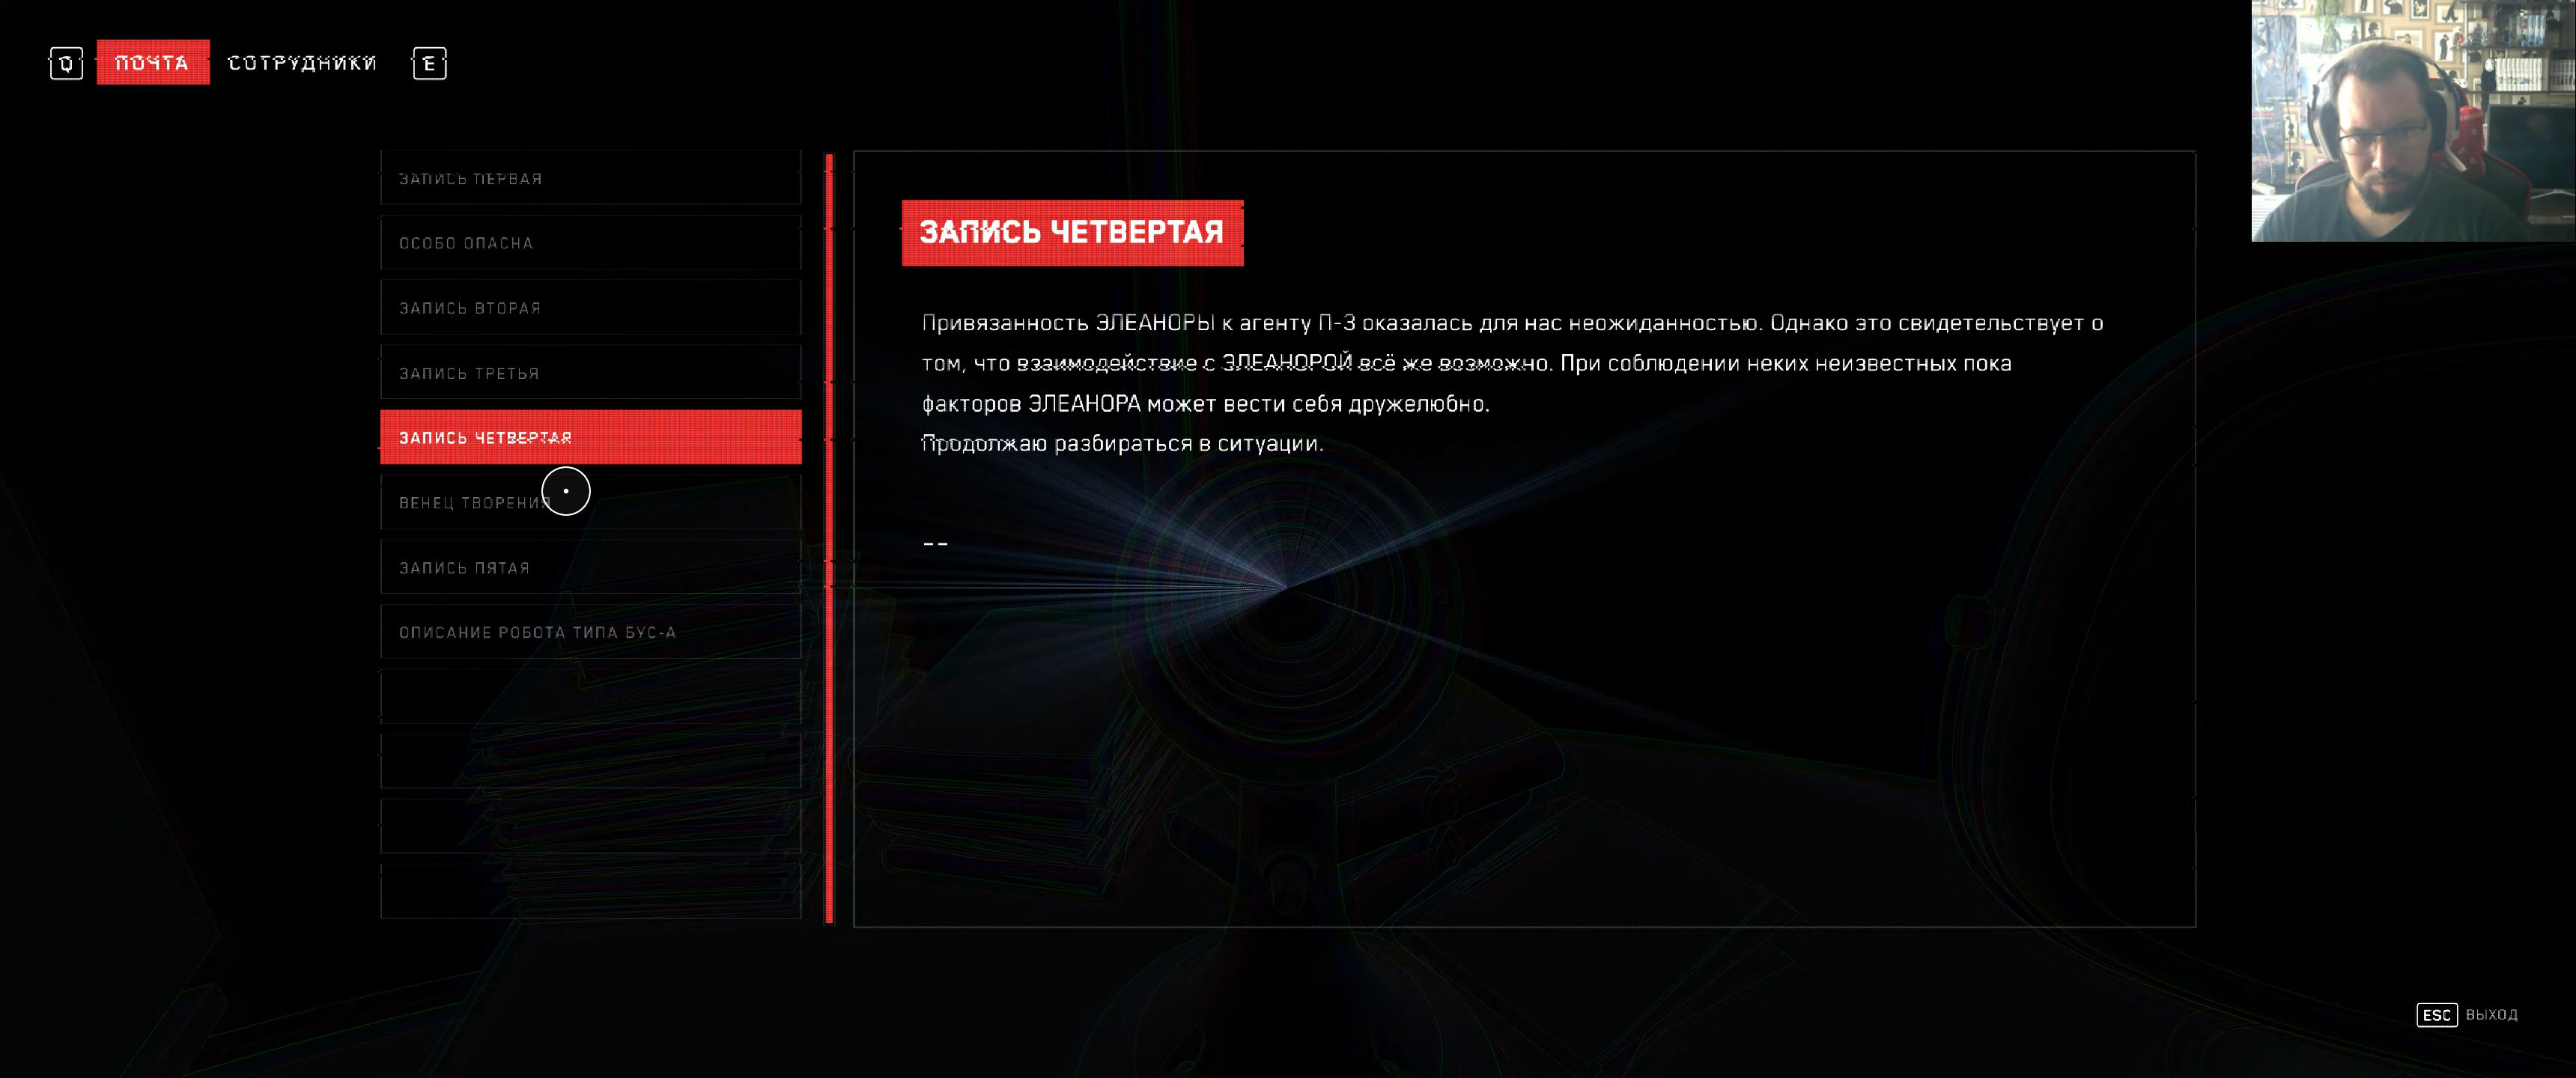 Q ПОЧТА СОТРУДНИКИ E
ЗАПИСЬ ПЕРВАЯ
ОСОБО ОПАСНА
ЗАПИСЬ ВТОРАЯ
ЗАПИСЬ ТРЕТЬЯ
ЗАПИСЬ ЧЕТВЕРТАЯ
ВЕНЕЦ ТВОРЕНИЯ
ЗАПИСЬ ПЯТАЯ
ОПИСАНИЕ РОБОТА ТИПА БУС-А
ЗАПИСЬ ЧЕТВЕРТАЯ
Привязанность ЭЛЕАНОРЫ к агенту П-3 оказалась для нас неожиданностью. Однако это свидетельствует о
том, что взаимодействие с ЭЛЕАНОРОЙ всё же возможно. При соблюдении неких неизвестных пока
факторов ЭЛЕАНОРА может вести себя дружелюбно.
Продолжаю разбираться в ситуации.
--
ESC ВЫХОД